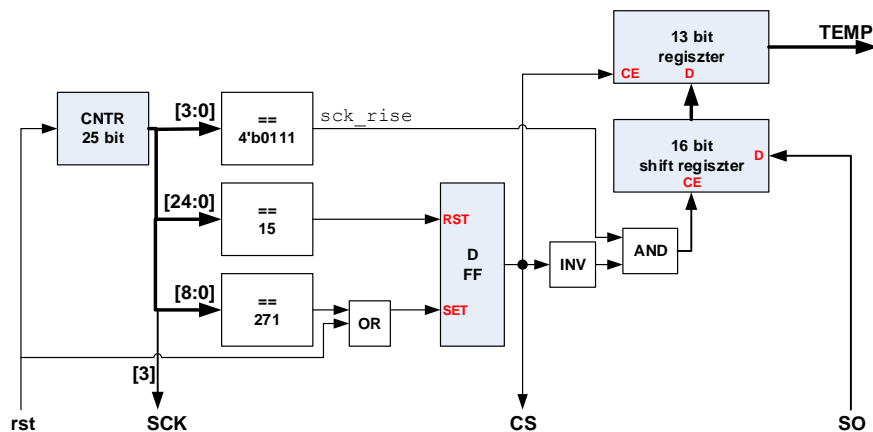 TEMP
13 bit
regiszter
CE
D
CNTR
25 bit
[3:0]
==
4'b0111
sck_rise
16 bit
shift regiszter
D
CE
[24:0]
==
15
RST
D
FF
SET
INV
AND
[8:0]
==
271
OR
[3]
rst
SCK
CS
SO